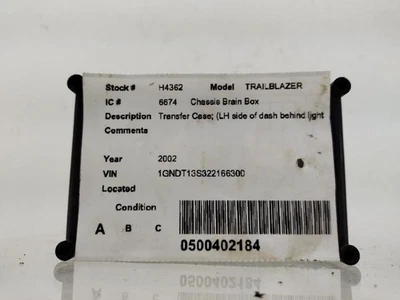 Stock # H4362 Model TRAILBLAZER
IC # 6674 Chassis Brain Box
Description Transfer Case; (LH side of dash behind light
Comments
Year 2002
VIN 1GNDT13S322166300
Located
Condition
A B C
0500402184